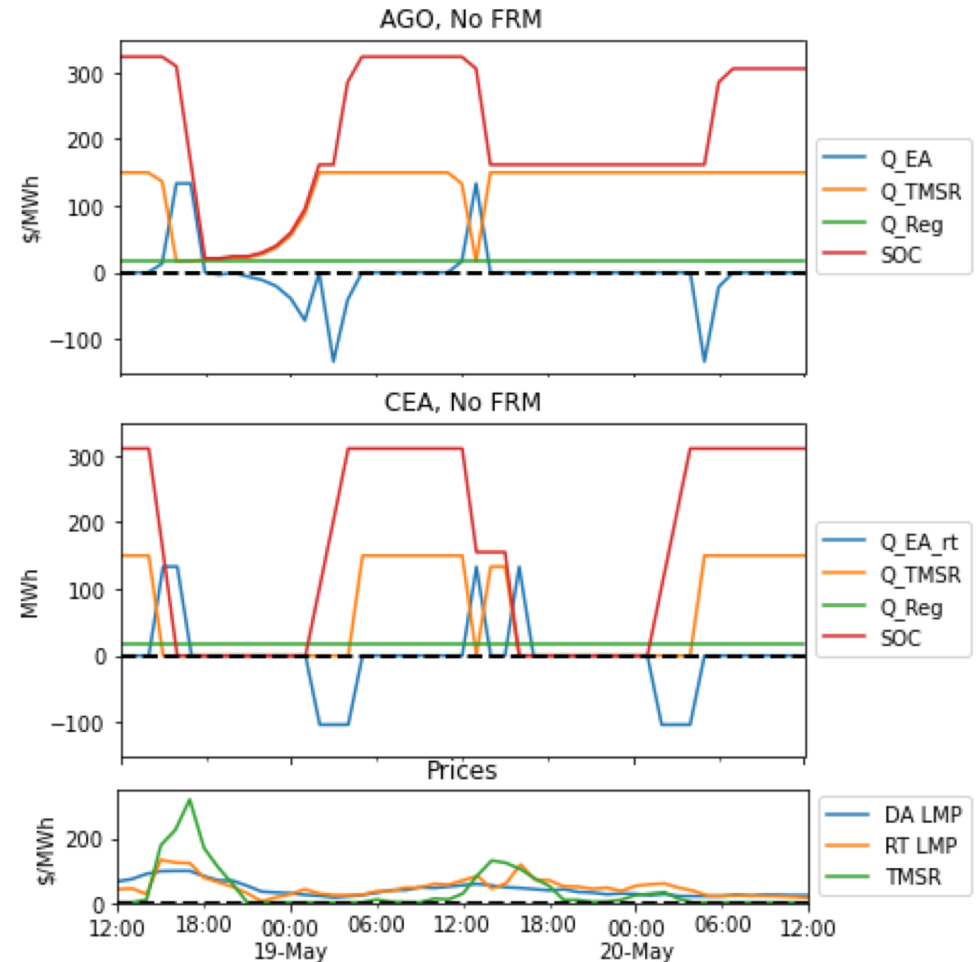 AGO, No FRM
300
200
100
0
−100
$/MWh
Q_EA
Q_TMSR
Q_Reg
SOC
CEA, No FRM
300
200
100
0
−100
MWh
Q_EA_rt
Q_TMSR
Q_Reg
SOC
Prices
200
0
$/MWh
DA LMP
RT LMP
TMSR
12:00 18:00 00:00 06:00 12:00 18:00 00:00 06:00 12:00
19-May 20-May